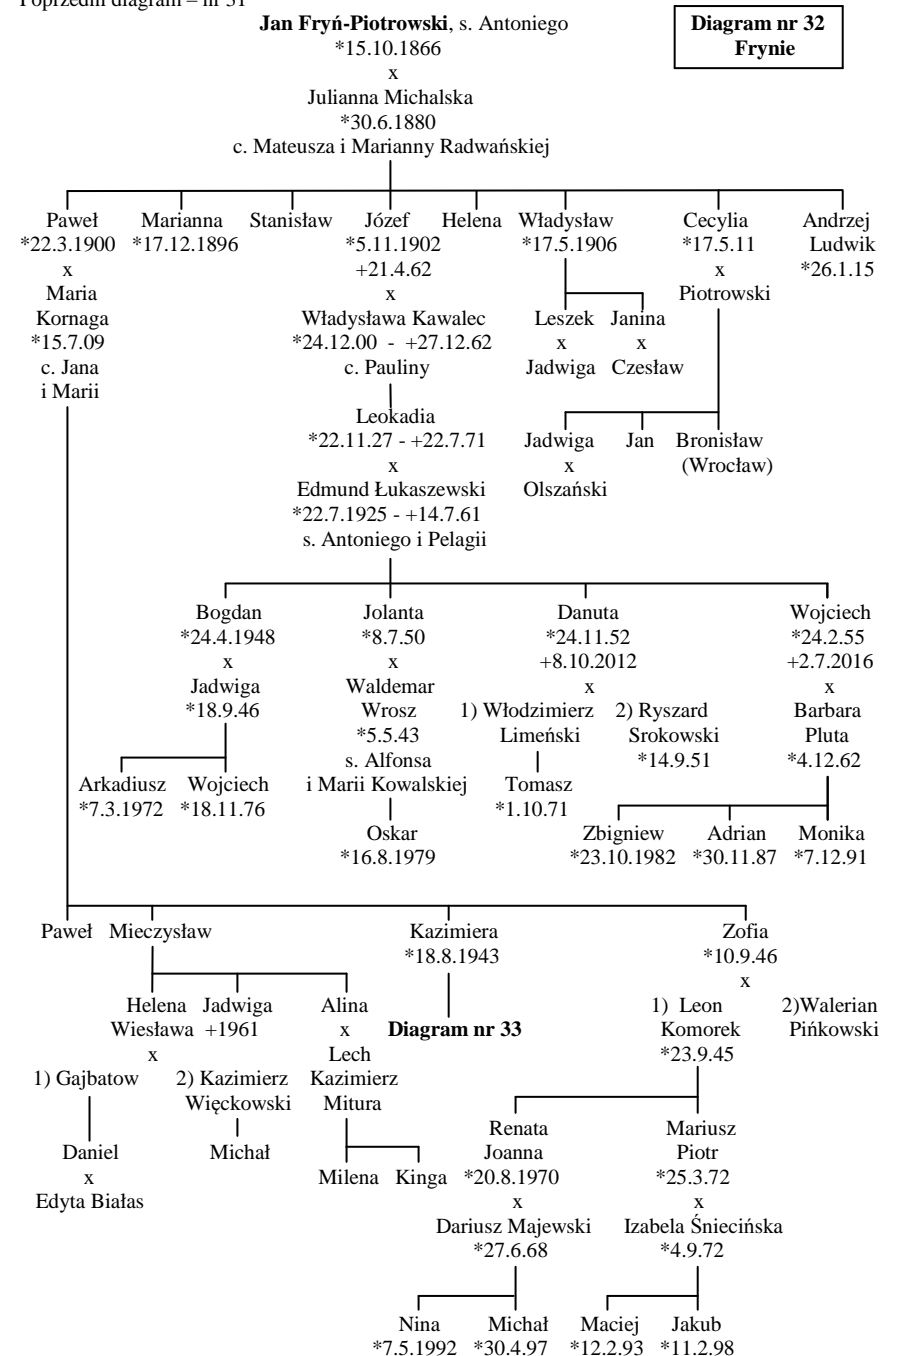 Poprzedni diagram – nr 31
Jan Fryń-Piotrowski, s. Antoniego
*15.10.1866
x
Julianna Michalska
*30.6.1880
c. Mateusza i Marianny Radwańskiej
Diagram nr 32
Frynie
Paweł Marianna Stanisław Józef Helena Władysław Cecylia Andrzej
*22.3.1900 *17.12.1896 *5.11.1902 *17.5.1906 *17.5.11 Ludwik
x +21.4.62 x *26.1.15
Maria x Piotrowski
Kornaga Władysława Kawalec Leszek Janina
*15.7.09 *24.12.00 - +27.12.62 x x
c. Jana c. Pauliny Jadwiga Czesław
i Marii
Leokadia
*22.11.27 - +22.7.71 Jadwiga Jan Bronisław
x x (Wrocław)
Edmund Łukaszewski Olszański
*22.7.1925 - +14.7.61
s. Antoniego i Pelagii
Bogdan Jolanta Danuta Wojciech
*24.4.1948 *8.7.50 *24.11.52 *24.2.55
x x +8.10.2012 +2.7.2016
Jadwiga Waldemar x x
*18.9.46 Wrosz 1) Włodzimierz 2) Ryszard Barbara
*5.5.43 Limeński Srokowski Pluta
s. Alfonsa *14.9.51 *4.12.62
Arkadiusz Wojciech i Marii Kowalskiej Tomasz
*7.3.1972 *18.11.76 *1.10.71
Oskar Zbigniew Adrian Monika
*16.8.1979 *23.10.1982 *30.11.87 *7.12.91
Paweł Mieczysław Kazimiera Zofia
*18.8.1943 *10.9.46
x
Helena Jadwiga Alina 1) Leon 2)Walerian
Wiesława +1961 x Diagram nr 33 Komorek Pińkowski
x Lech *23.9.45
1) Gajbatow 2) Kazimierz Kazimierz
Więckowski Mitura
Renata Mariusz
Daniel Michał Joanna Piotr
x Milena Kinga *20.8.1970 *25.3.72
Edyta Białas x x
Dariusz Majewski Izabela Śniecińska
*27.6.68 *4.9.72
Nina Michał Maciej Jakub
*7.5.1992 *30.4.97 *12.2.93 *11.2.98